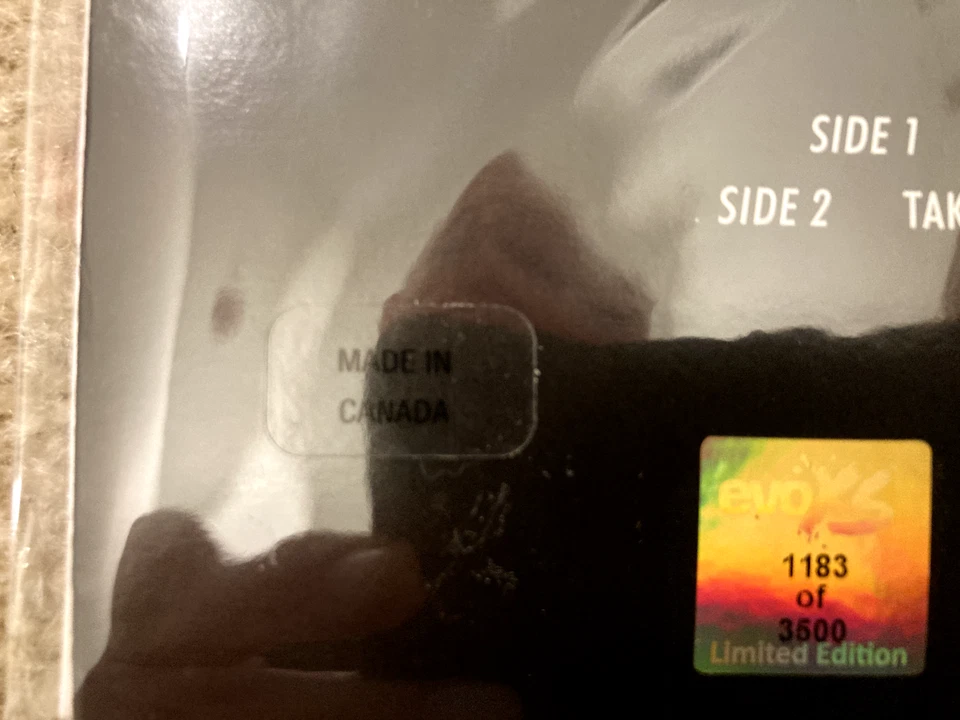 SIDE 1
SIDE 2 TAK
MADE IN
CANADA
evo
1183
of
3500
Limited Edition